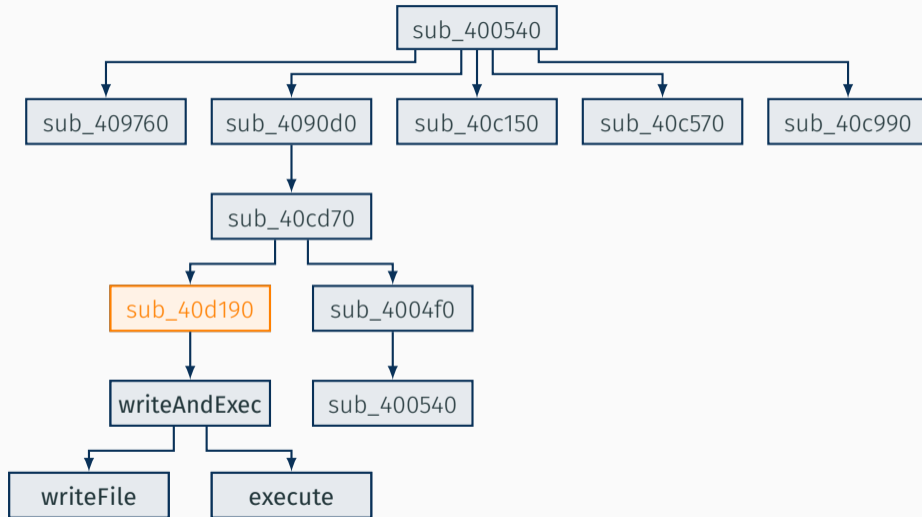 sub_400540
sub_409760
sub_4090d0
sub_40c150
sub_40c570
sub_40c990
sub_40cd70
sub_40d190
sub_4004f0
writeAndExec
sub_400540
writeFile
execute